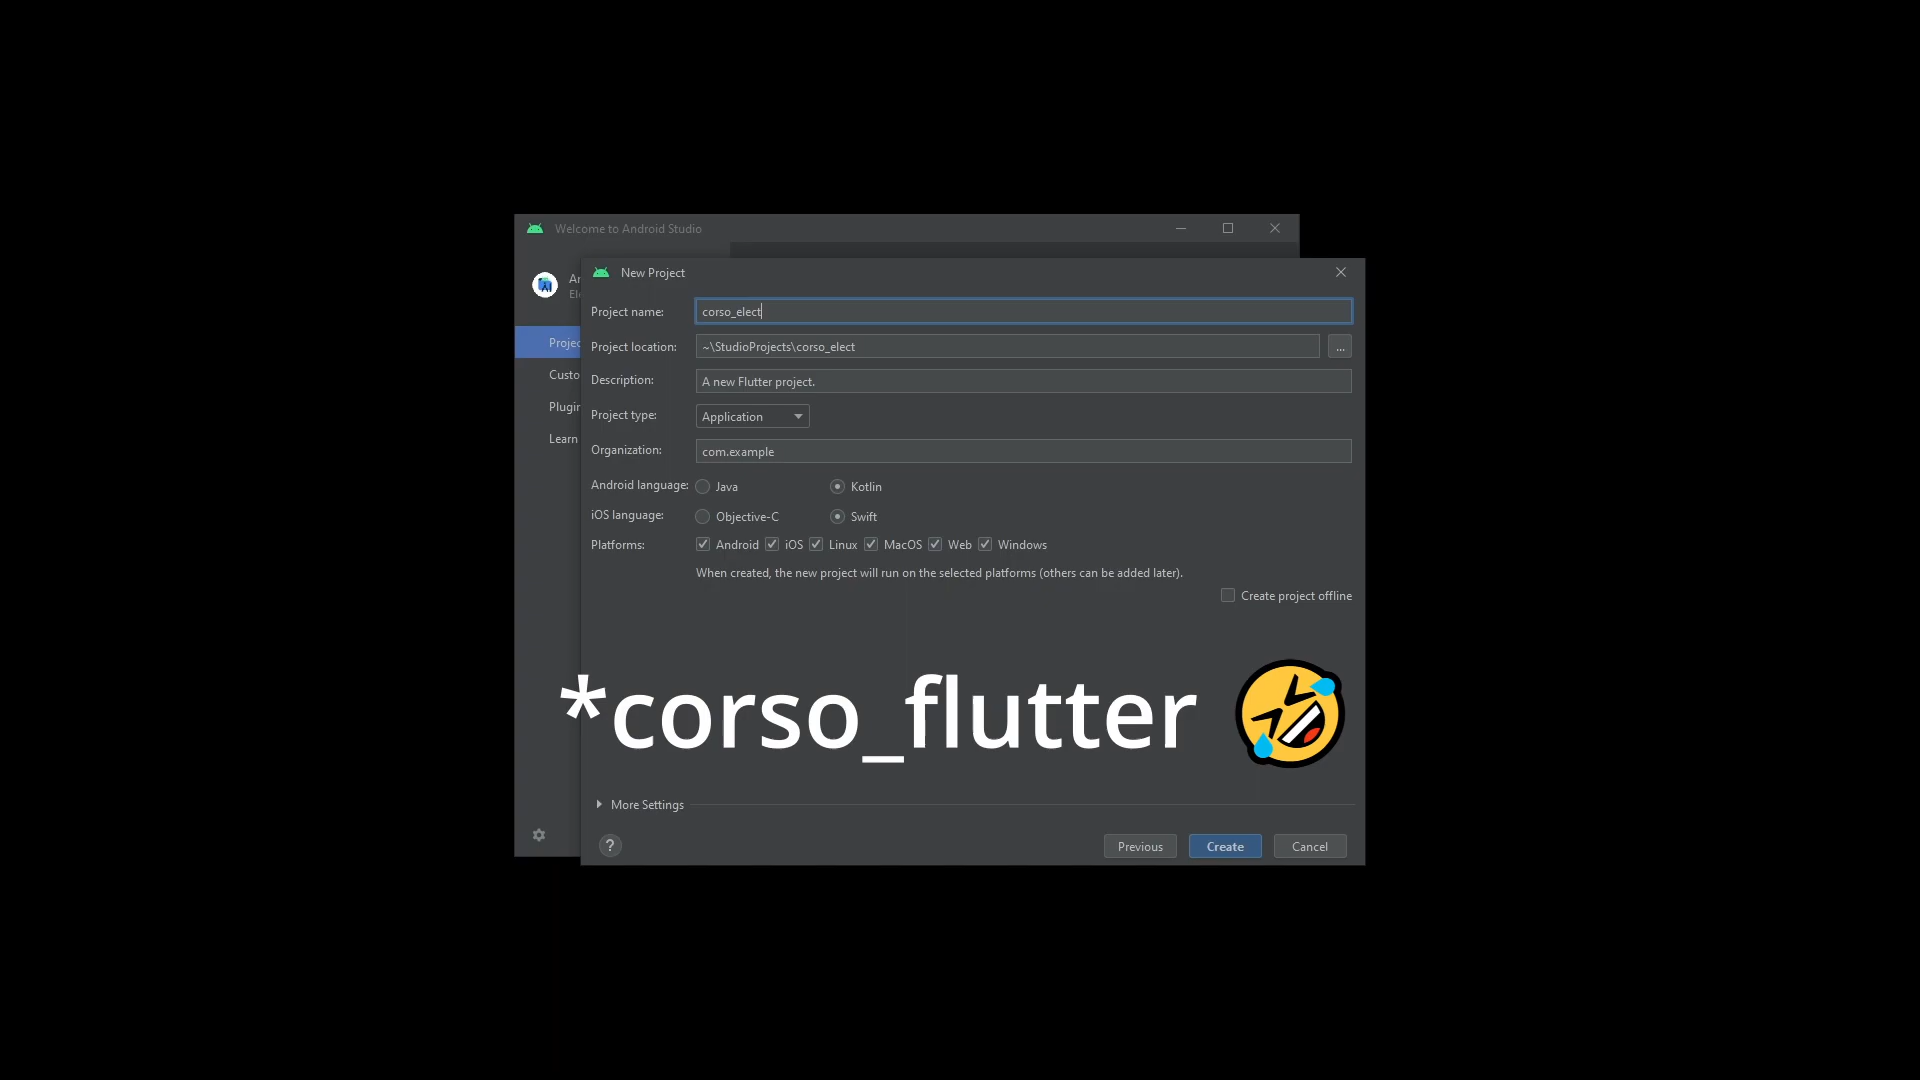 Welcome to Android Studio
New Project
Project name: corso_elect
Project location: ~\StudioProjects\corso_elect ...
Description: A new Flutter project.
Project type: Application
Organization: com.example
Android language: Java Kotlin
iOS language: Objective-C Swift
Platforms: Android iOS Linux MacOS Web Windows
When created, the new project will run on the selected platforms (others can be added later).
Create project offline
Learn
*corso_flutter 🤣
More Settings
? Previous Create Cancel